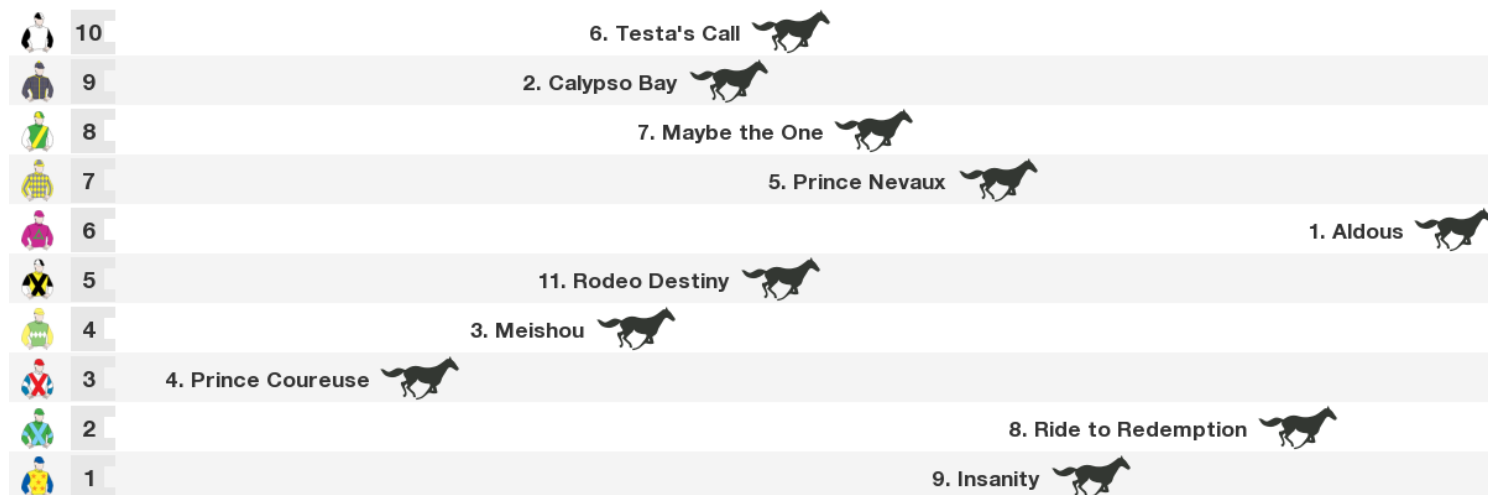 10 6. Testa's Call
9 2. Calypso Bay
8 7. Maybe the One
7 5. Prince Nevaux
6 1. Aldous
5 11. Rodeo Destiny
4 3. Meishou
3 4. Prince Coureuse
2 8. Ride to Redemption
1 9. Insanity